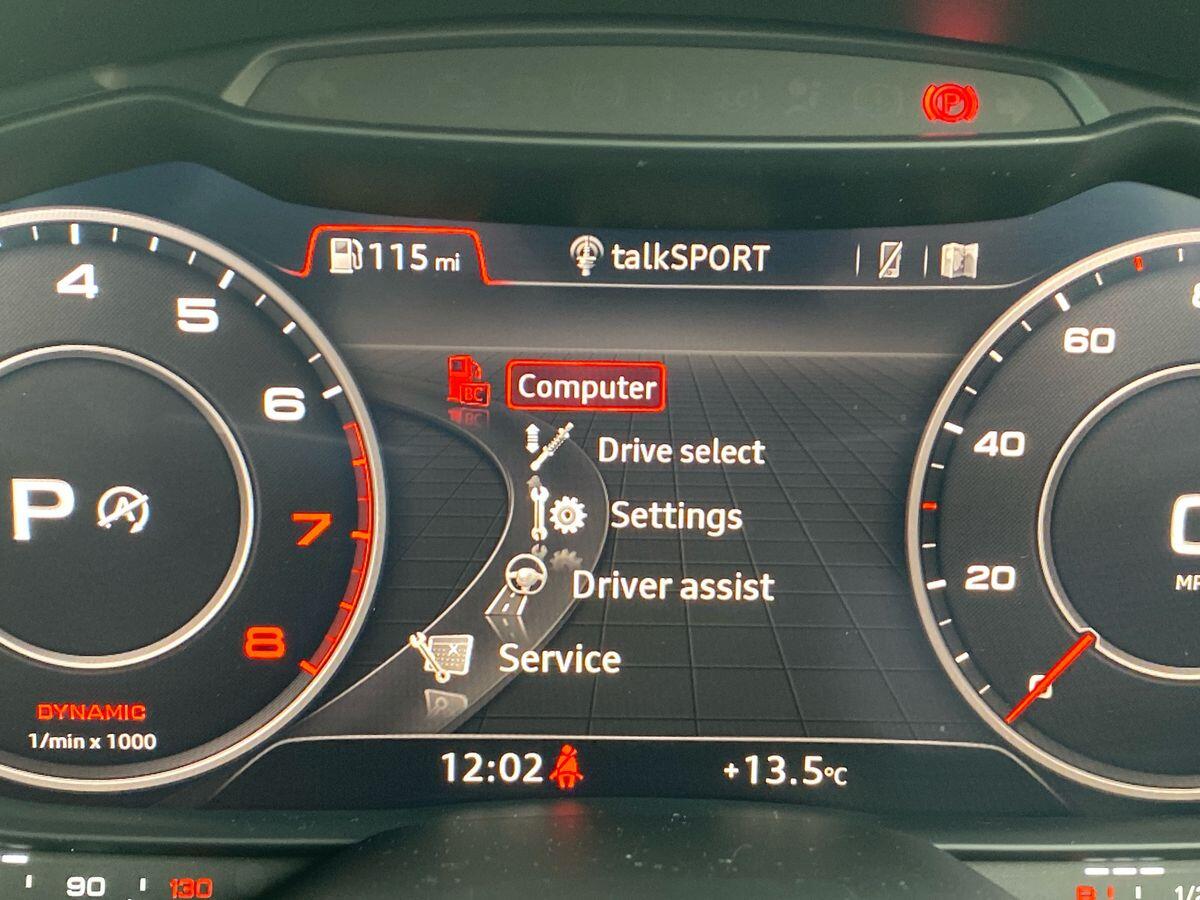 P
115 mi
talkSPORT
4
5
6
7
8
P
DYNAMIC
1/min x 1000
BC
Computer
Drive select
Settings
Driver assist
Service
60
40
20
0
12:02
+13.5°C
90
130